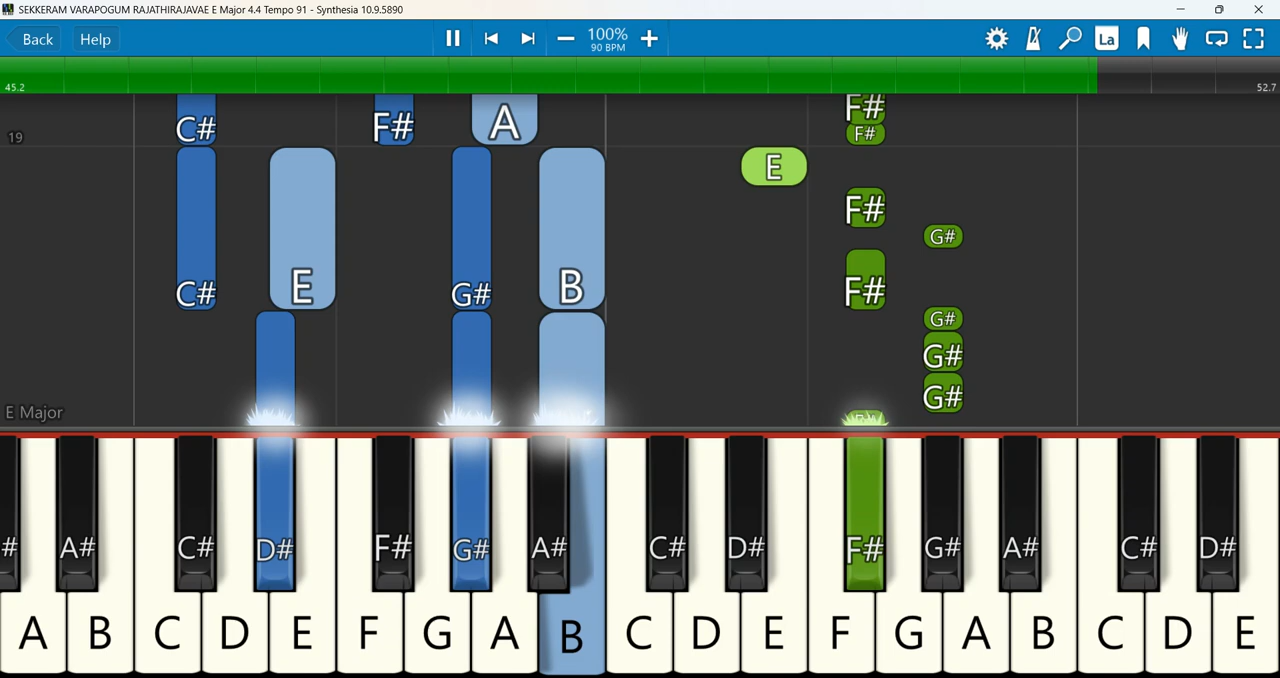 SEKKERAM VARAPOGUM RAJATHIRAJAVAE E Major 4.4 Tempo 91 - Synthesia 10.9.5890
Back Help 100% La
90 BPM
45.2 52.7
C# F# A F#
19 F#
E
F#
G#
C# E G# B F#
G#
G#
G#
E Major
# A# C# D# F# G# A# C# D# F# G# A# C# D#
A B C D E F G A B C D E F G A B C D E